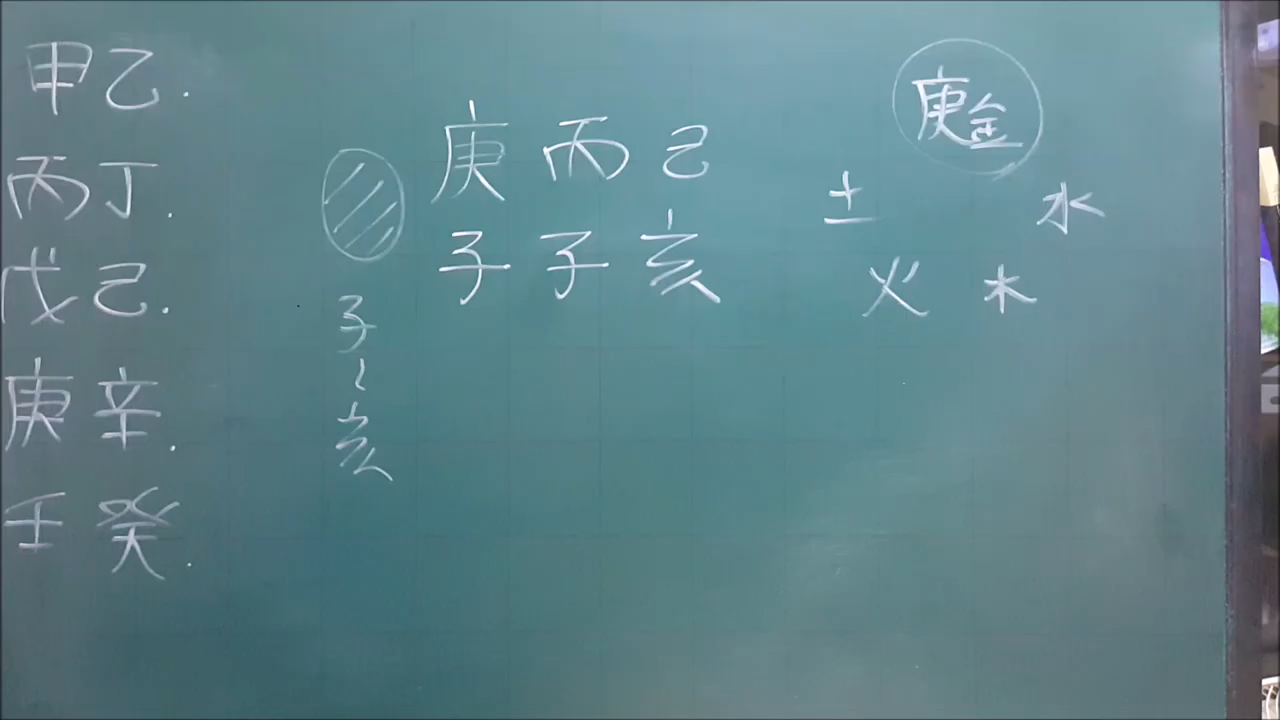 甲乙.
丙丁.
戊己.
庚辛.
壬癸.
子~亥
庚丙己
子子亥
庚金
土 水
火 木